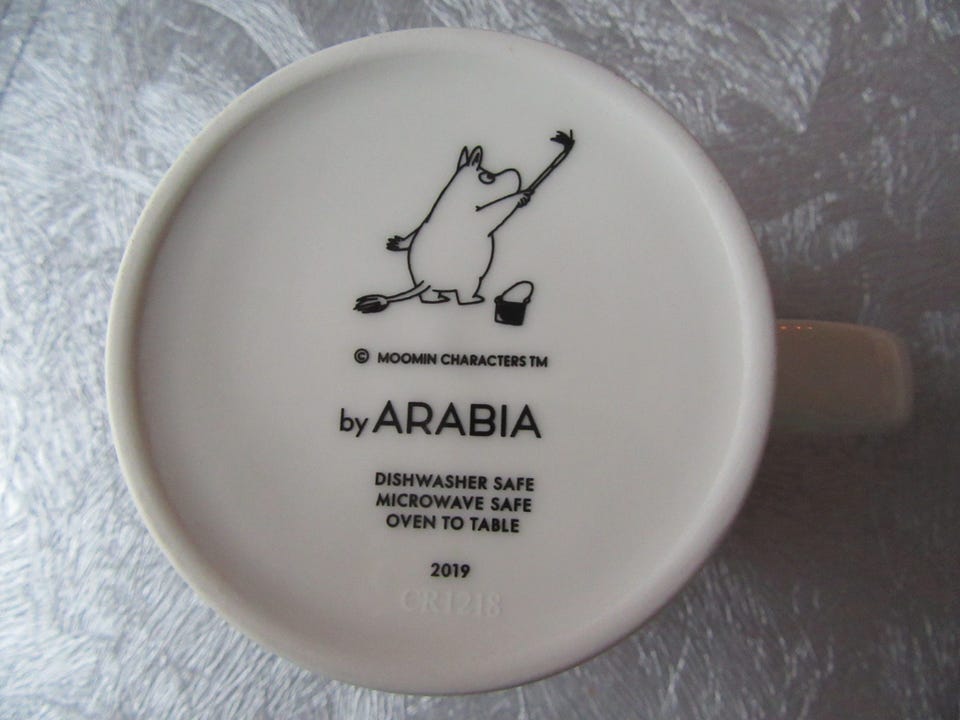 © MOOMIN CHARACTERS TM
by ARABIA
DISHWASHER SAFE
MICROWAVE SAFE
OVEN TO TABLE
2019
CR1218